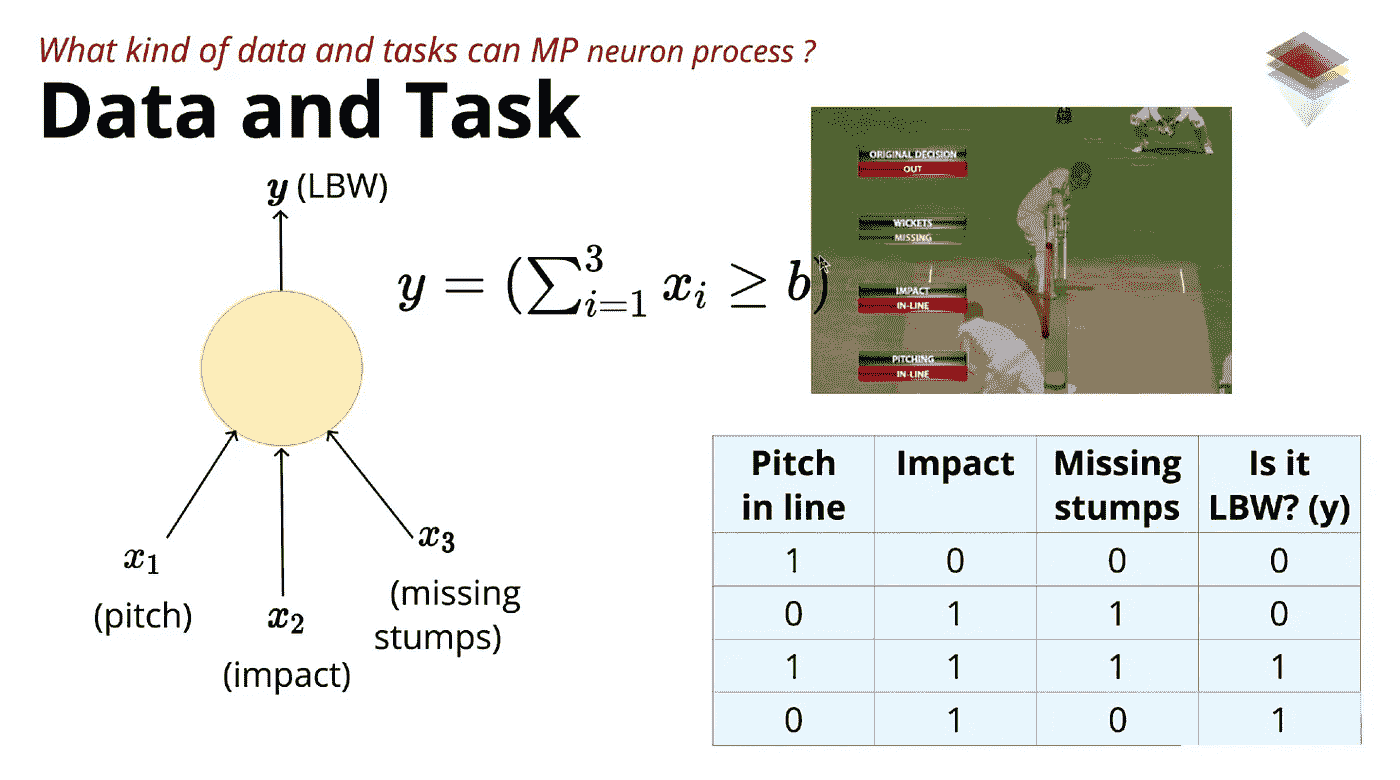 What kind of data and tasks can MP neuron process ?
Data and Task
y (LBW)
y = (∑_{i=1}^{3} x_i ≥ b)
x_1
(pitch)
x_2
(impact)
x_3
(missing
stumps)
ORIGINAL DECISION
OUT
WICKETS
MISSING
IMPACT
IN-LINE
PITCHING
IN-LINE
Pitch in line | Impact | Missing stumps | Is it LBW? (y)
1 0 0 0
0 1 1 0
1 1 1 1
0 1 0 1